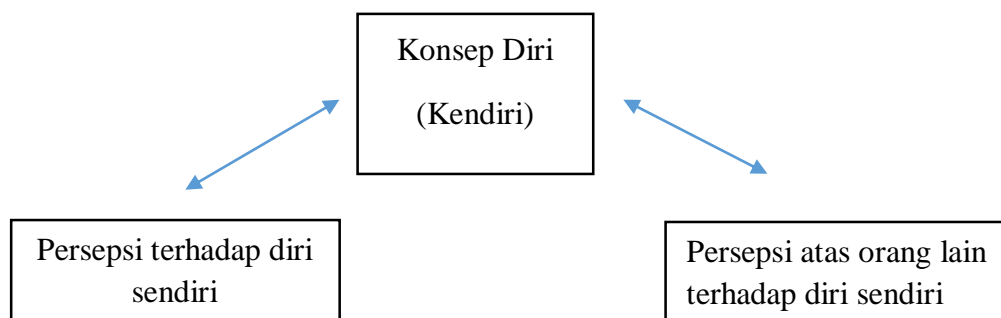 Konsep Diri
(Kendiri)
Persepsi terhadap diri
sendiri
Persepsi atas orang lain
terhadap diri sendiri